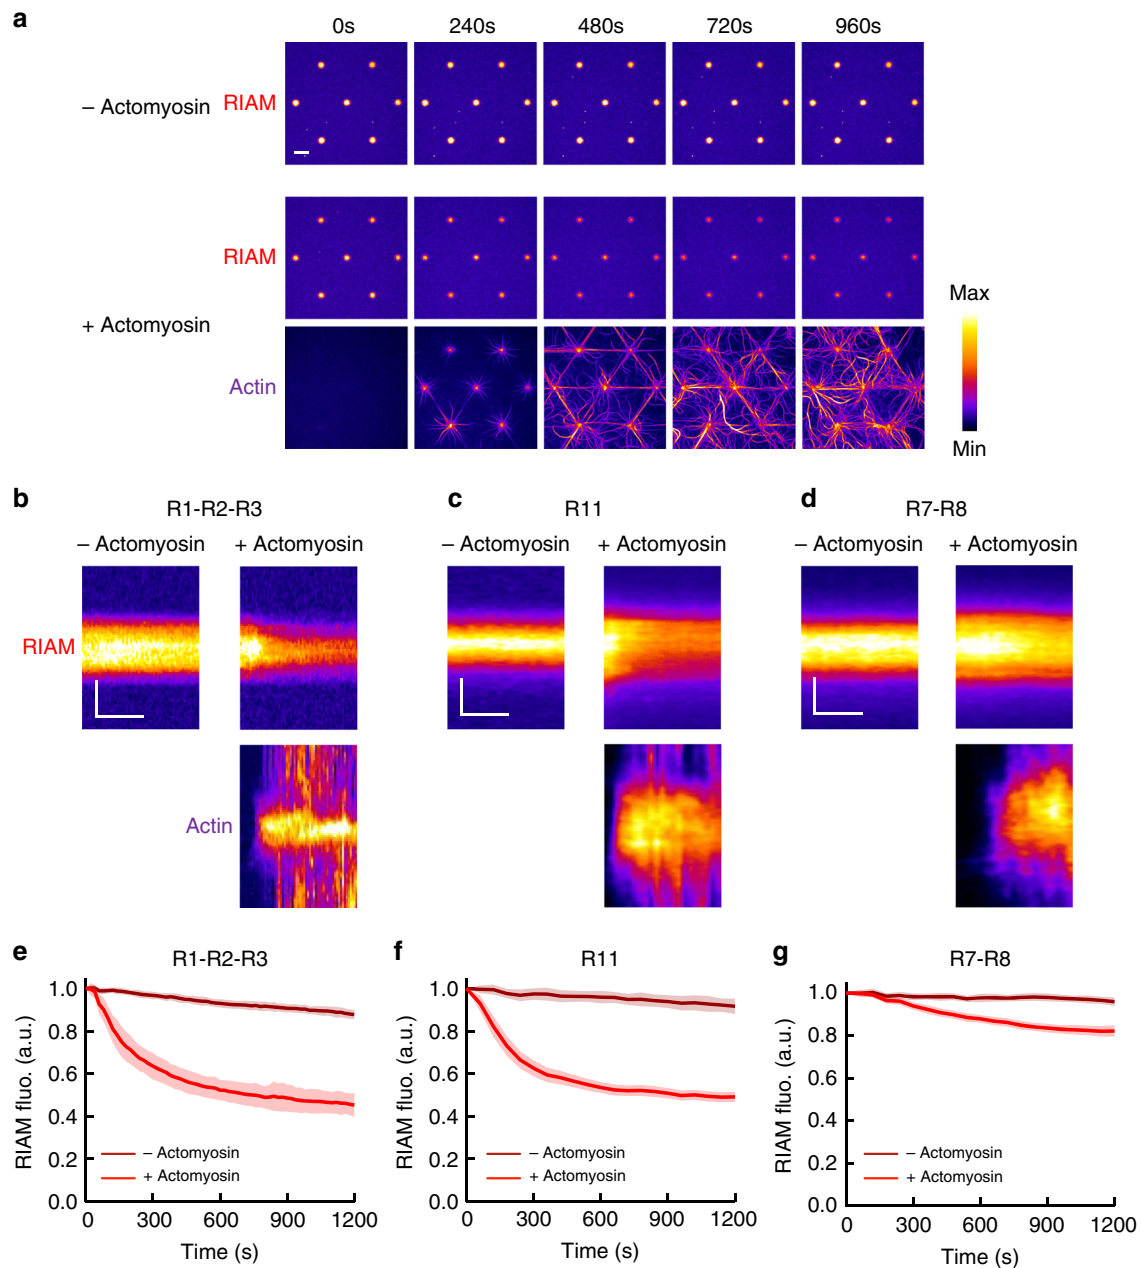 a
0s 240s 480s 720s 960s
– Actomyosin RIAM
RIAM
+ Actomyosin
Actin
Max
Min
b c d
R1-R2-R3 R11 R7-R8
– Actomyosin + Actomyosin – Actomyosin + Actomyosin – Actomyosin + Actomyosin
RIAM
Actin
e
R1-R2-R3
RIAM fluo. (a.u.)
1.0
0.8
0.6
0.4
0.2
0.0
– Actomyosin
+ Actomyosin
0 300 600 900 1200
Time (s)
f
R11
RIAM fluo. (a.u.)
1.0
0.8
0.6
0.4
0.2
0.0
– Actomyosin
+ Actomyosin
0 300 600 900 1200
Time (s)
g
R7-R8
RIAM fluo. (a.u.)
1.0
0.8
0.6
0.4
0.2
0.0
– Actomyosin
+ Actomyosin
0 300 600 900 1200
Time (s)